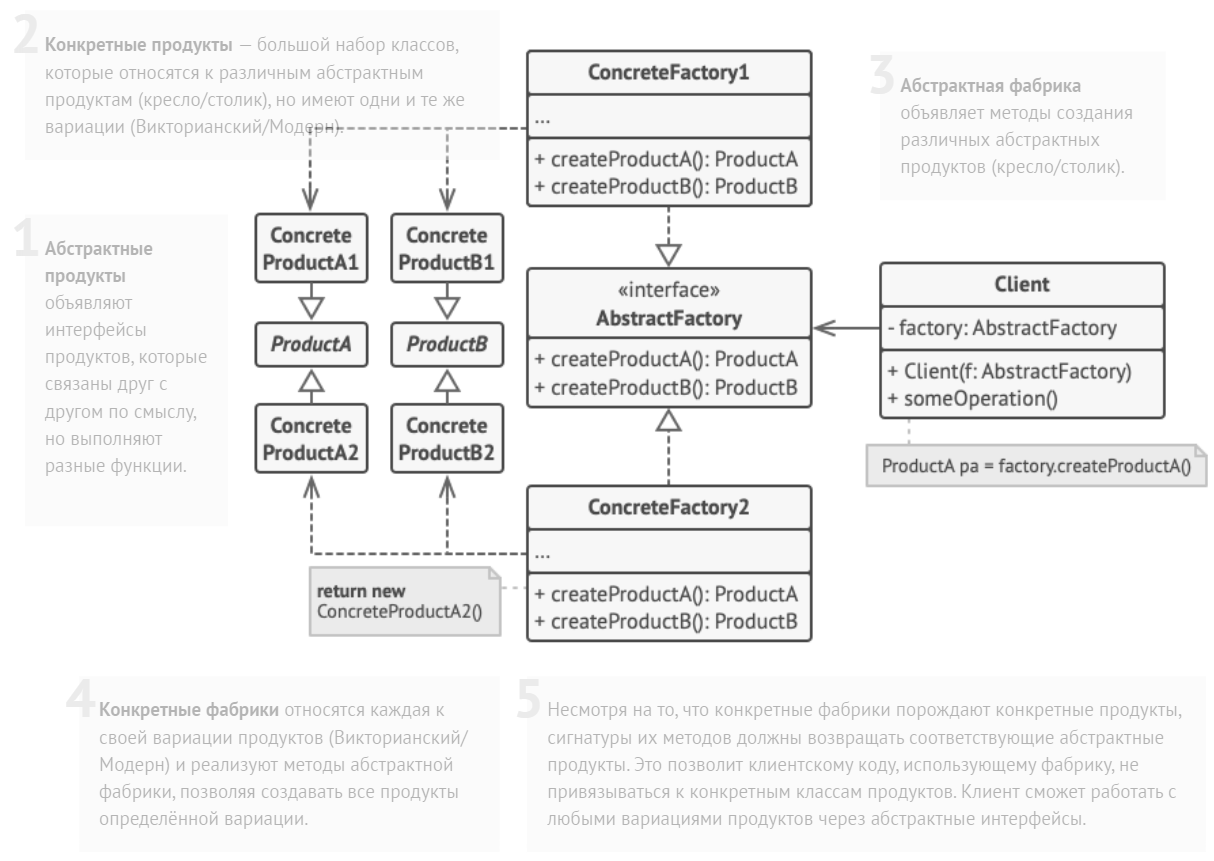 2
Конкретные продукты — большой набор классов,
которые относятся к различным абстрактным
продуктам (кресло/столик), но имеют одни и те же
вариации (Викторианский/Модерн).
ConcreteFactory1
...
+ createProductA(): ProductA
+ createProductB(): ProductB
3
Абстрактная фабрика
объявляет методы создания
различных абстрактных
продуктов (кресло/столик).
1
Абстрактные
продукты
объявляют
интерфейсы
продуктов, которые
связаны друг с
другом по смыслу,
но выполняют
разные функции.
Concrete
ProductA1
Concrete
ProductB1
ProductA
ProductB
Concrete
ProductA2
Concrete
ProductB2
«interface»
AbstractFactory
+ createProductA(): ProductA
+ createProductB(): ProductB
Client
- factory: AbstractFactory
+ Client(f: AbstractFactory)
+ someOperation()
ProductA pa = factory.createProductA()
ConcreteFactory2
...
+ createProductA(): ProductA
+ createProductB(): ProductB
return new
ConcreteProductA2()
4
Конкретные фабрики относятся каждая к
своей вариации продуктов (Викторианский/
Модерн) и реализуют методы абстрактной
фабрики, позволяя создавать все продукты
определённой вариации.
5
Несмотря на то, что конкретные фабрики порождают конкретные продукты,
сигнатуры их методов должны возвращать соответствующие абстрактные
продукты. Это позволит клиентскому коду, использующему фабрику, не
привязываться к конкретным классам продуктов. Клиент сможет работать с
любыми вариациями продуктов через абстрактные интерфейсы.